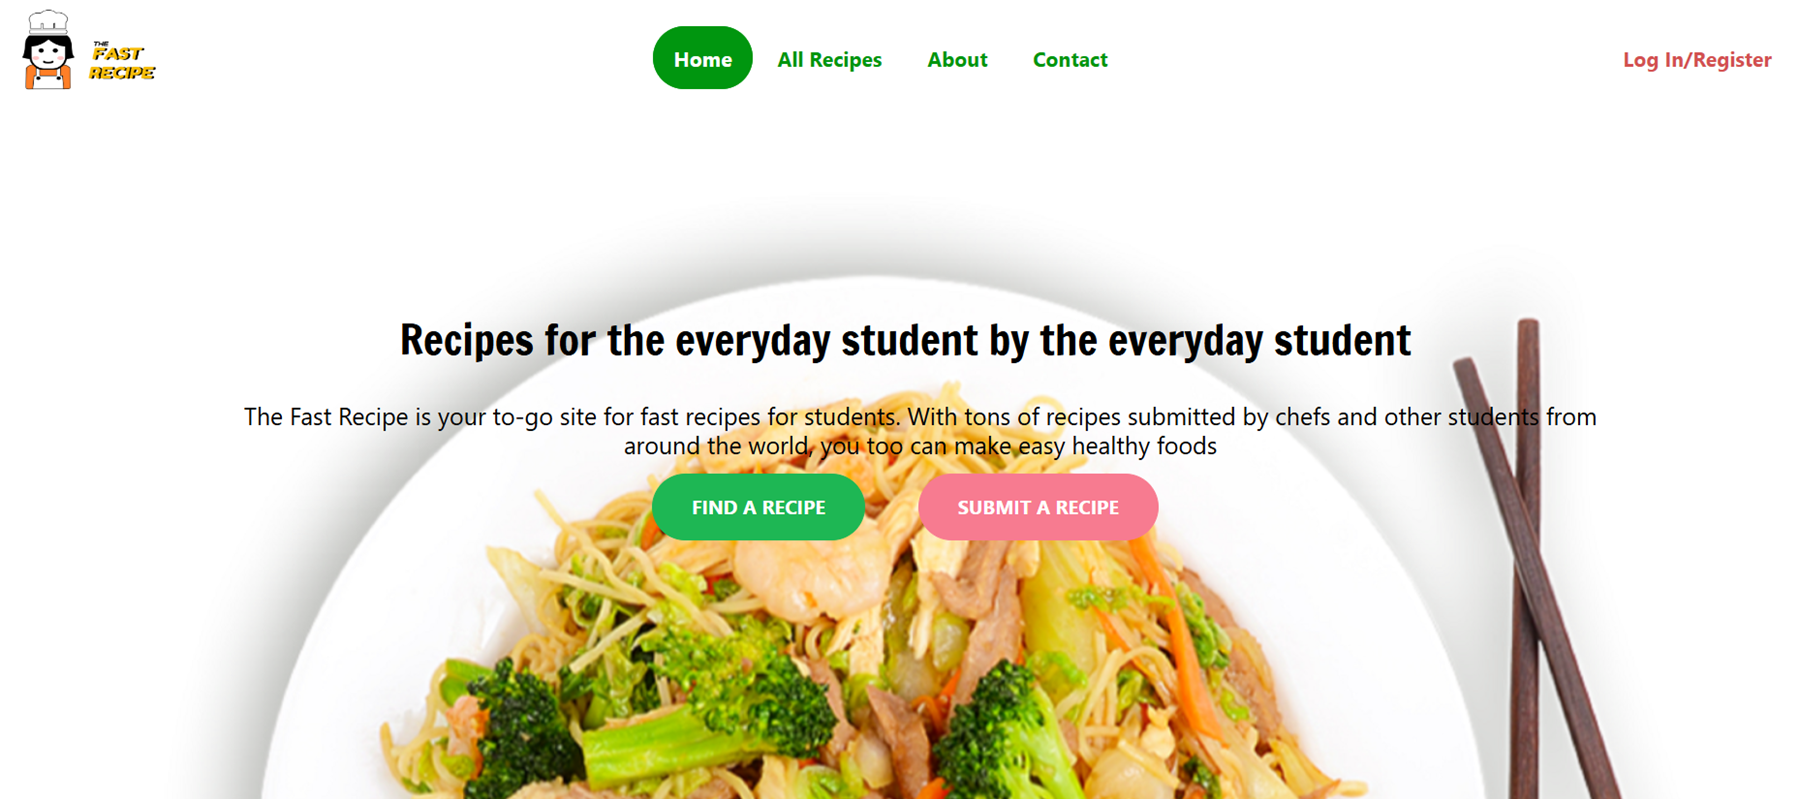 THE
FAST
RECIPE
Home All Recipes About Contact Log In/Register
Recipes for the everyday student by the everyday student
The Fast Recipe is your to-go site for fast recipes for students. With tons of recipes submitted by chefs and other students from
around the world, you too can make easy healthy foods
FIND A RECIPE SUBMIT A RECIPE